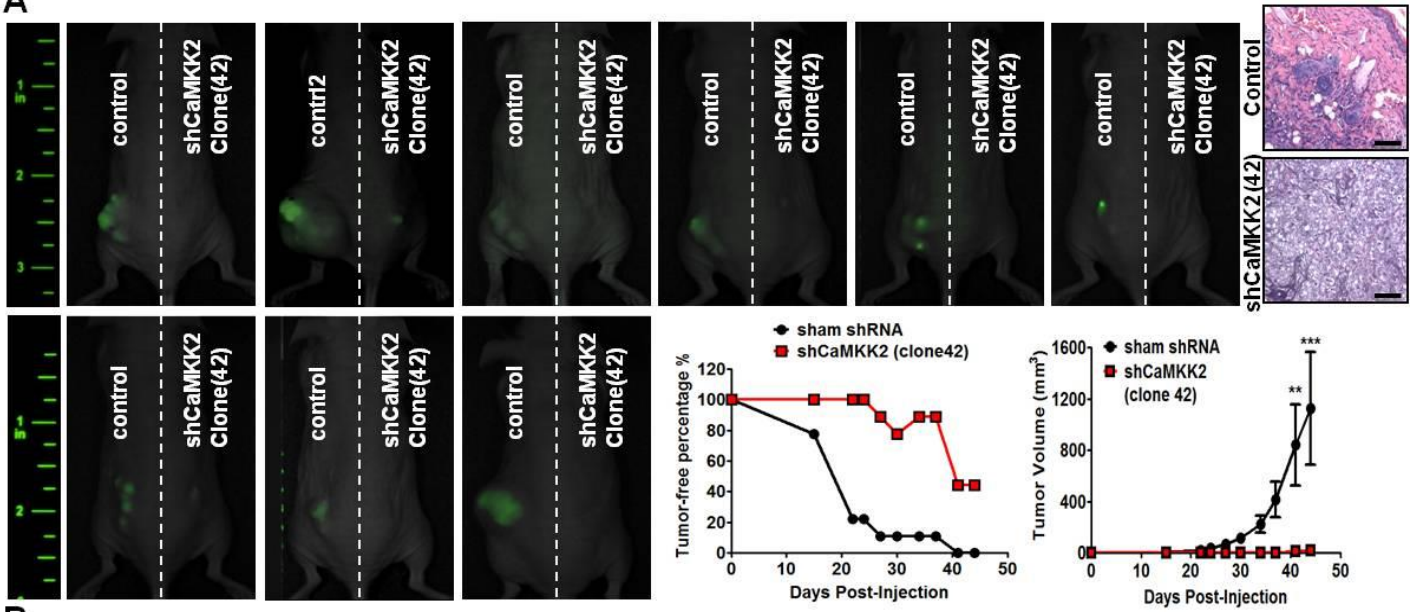 A
1
in
2
3
control
shCaMKK2
Clone(42)
contrl2
shCaMKK2
Clone(42)
control
shCaMKK2
Clone(42)
control
shCaMKK2
Clone(42)
control
shCaMKK2
Clone(42)
control
shCaMKK2
Clone(42)
Control
shCaMKK2 (42)
1
in
2
control
shCaMKK2
Clone(42)
control
shCaMKK2
Clone(42)
control
shCaMKK2
Clone(42)
sham shRNA
shCaMKK2 (clone42)
Tumor-free percentage %
120
100
80
60
40
20
0
0 10 20 30 40 50
Days Post-Injection
sham shRNA
shCaMKK2
(clone 42)
** ***
Tumor Volume (mm³)
1600
1200
800
400
0
0 10 20 30 40 50
Days Post-Injection